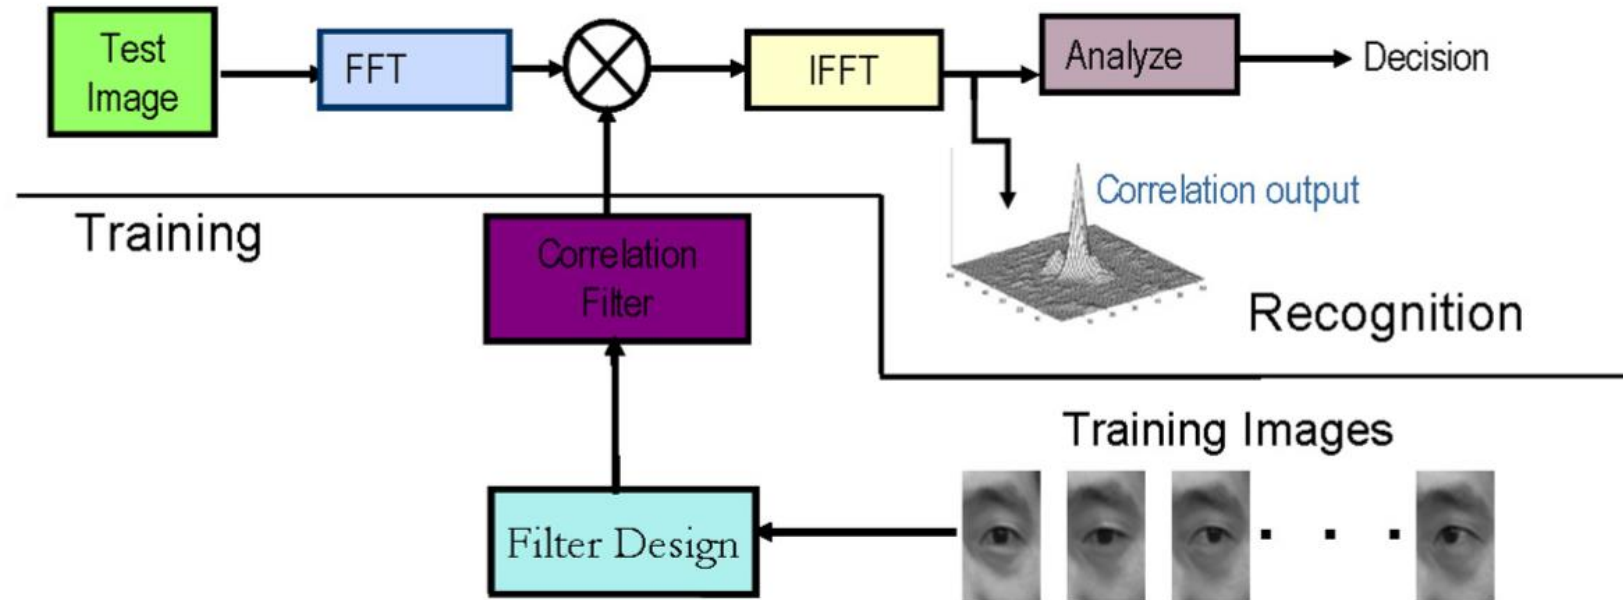 Test
Image
FFT
IFFT
Analyze
Decision
Correlation output
Training
Correlation
Filter
Recognition
Training Images
Filter Design